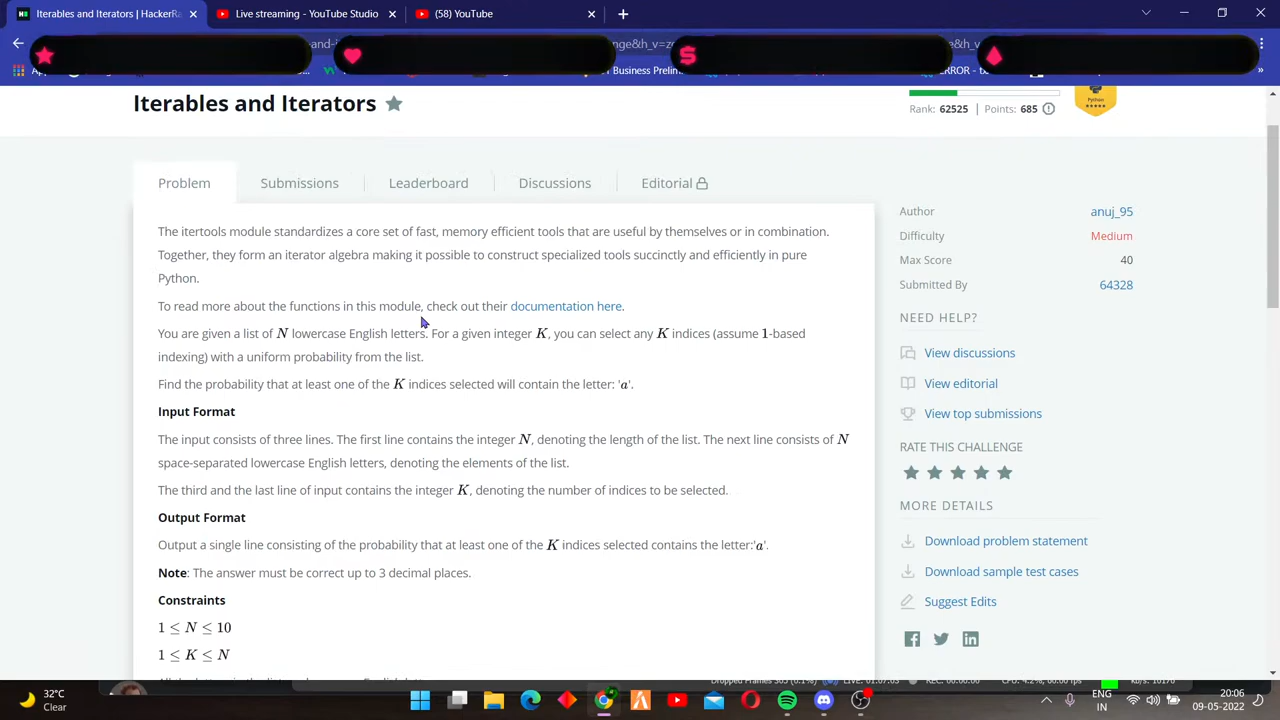 Iterables and Iterators | HackerRa
Live streaming - YouTube Studio
(58) YouTube
Iterables and Iterators
Rank: 62525 | Points: 685
Python
Problem
Submissions
Leaderboard
Discussions
Editorial
The itertools module standardizes a core set of fast, memory efficient tools that are useful by themselves or in combination.
Together, they form an iterator algebra making it possible to construct specialized tools succinctly and efficiently in pure
Python.
To read more about the functions in this module, check out their documentation here.
You are given a list of N lowercase English letters. For a given integer K, you can select any K indices (assume 1-based
indexing) with a uniform probability from the list.
Find the probability that at least one of the K indices selected will contain the letter: 'a'.
Input Format
The input consists of three lines. The first line contains the integer N, denoting the length of the list. The next line consists of N
space-separated lowercase English letters, denoting the elements of the list.
The third and the last line of input contains the integer K, denoting the number of indices to be selected.
Output Format
Output a single line consisting of the probability that at least one of the K indices selected contains the letter:'a'.
Note: The answer must be correct up to 3 decimal places.
Constraints
1 ≤ N ≤ 10
1 ≤ K ≤ N
Author anuj_95
Difficulty Medium
Max Score 40
Submitted By 64328
NEED HELP?
View discussions
View editorial
View top submissions
RATE THIS CHALLENGE
MORE DETAILS
Download problem statement
Download sample test cases
Suggest Edits
32°C
Clear
ENG
IN
20:06
09-05-2022